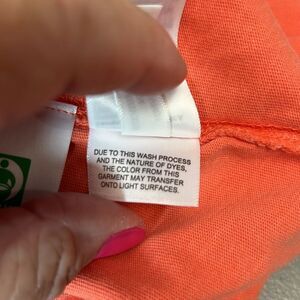 DUE TO THIS WASH PROCESS
AND THE NATURE OF DYES,
THE COLOR FROM THIS
GARMENT MAY TRANSFER
ONTO LIGHT SURFACES.